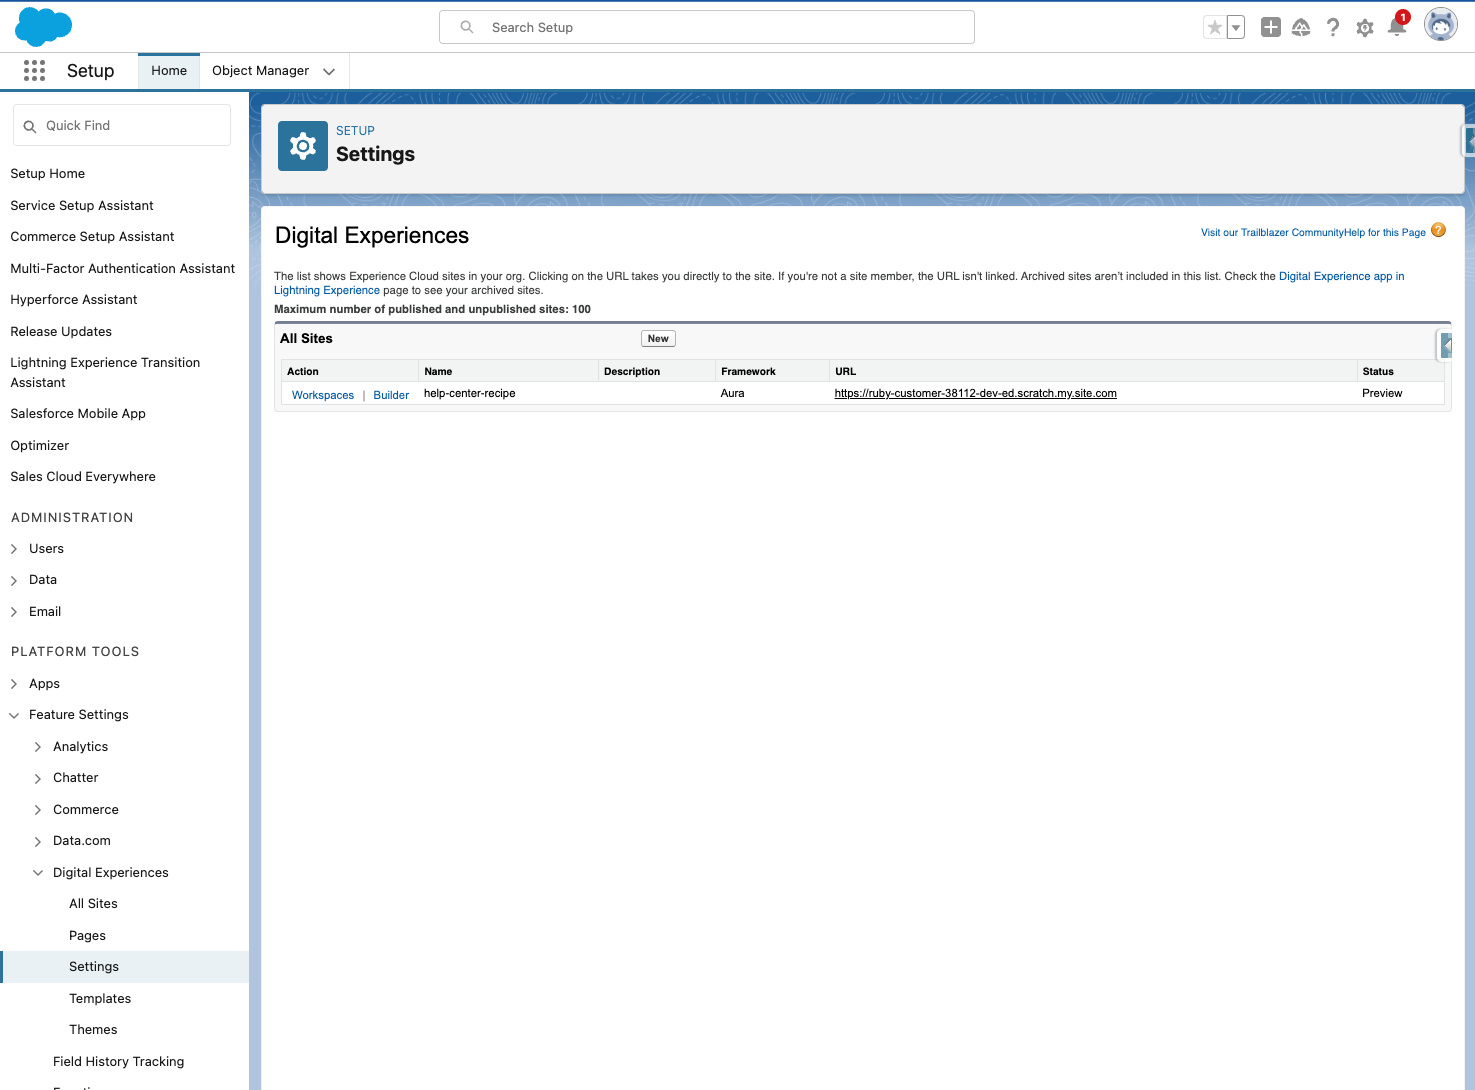 Search Setup
1
Setup
Home
Object Manager
Quick Find
Setup Home
Service Setup Assistant
Commerce Setup Assistant
Multi-Factor Authentication Assistant
Hyperforce Assistant
Release Updates
Lightning Experience Transition
Assistant
Salesforce Mobile App
Optimizer
Sales Cloud Everywhere
ADMINISTRATION
Users
Data
Email
PLATFORM TOOLS
Apps
Feature Settings
Analytics
Chatter
Commerce
Data.com
Digital Experiences
All Sites
Pages
Settings
Templates
Themes
Field History Tracking
SETUP
Settings
Digital Experiences
Visit our Trailblazer CommunityHelp for this Page ?
The list shows Experience Cloud sites in your org. Clicking on the URL takes you directly to the site. If you're not a site member, the URL isn't linked. Archived sites aren't included in this list. Check the Digital Experience app in
Lightning Experience page to see your archived sites.
Maximum number of published and unpublished sites: 100
All Sites New
Action Name Description Framework URL Status
Workspaces | Builder help-center-recipe Aura https://ruby-customer-38112-dev-ed.scratch.my.site.com Preview